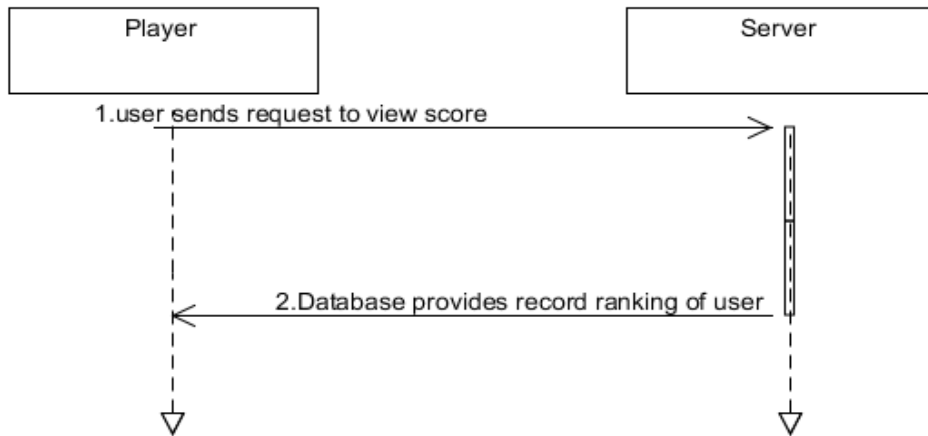 Player
Server
1.user sends request to view score
2.Database provides record ranking of user